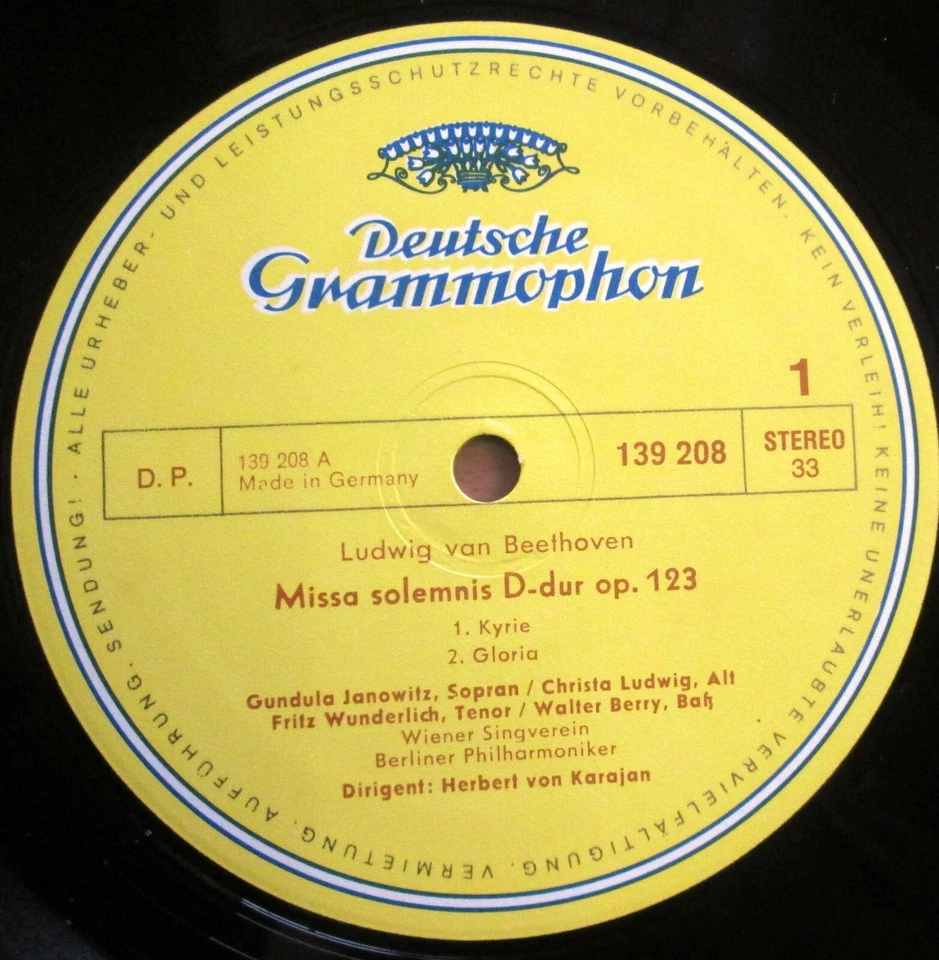 Deutsche
Grammophon
1
D. P.
139 208 A
Made in Germany
139 208
STEREO
33
Ludwig van Beethoven
Missa solemnis D-dur op. 123
1. Kyrie
2. Gloria
Gundula Janowitz, Sopran / Christa Ludwig, Alt
Fritz Wunderlich, Tenor / Walter Berry, Baß
Wiener Singverein
Berliner Philharmoniker
Dirigent: Herbert von Karajan
· ALLE URHEBER- UND LEISTUNGSSCHUTZRECHTE VORBEHALTEN. KEIN VERLEIH! KEINE UNERLAUBTE VERVIELFÄLTIGUNG, VERMIETUNG, AUFFÜHRUNG, SENDUNG!